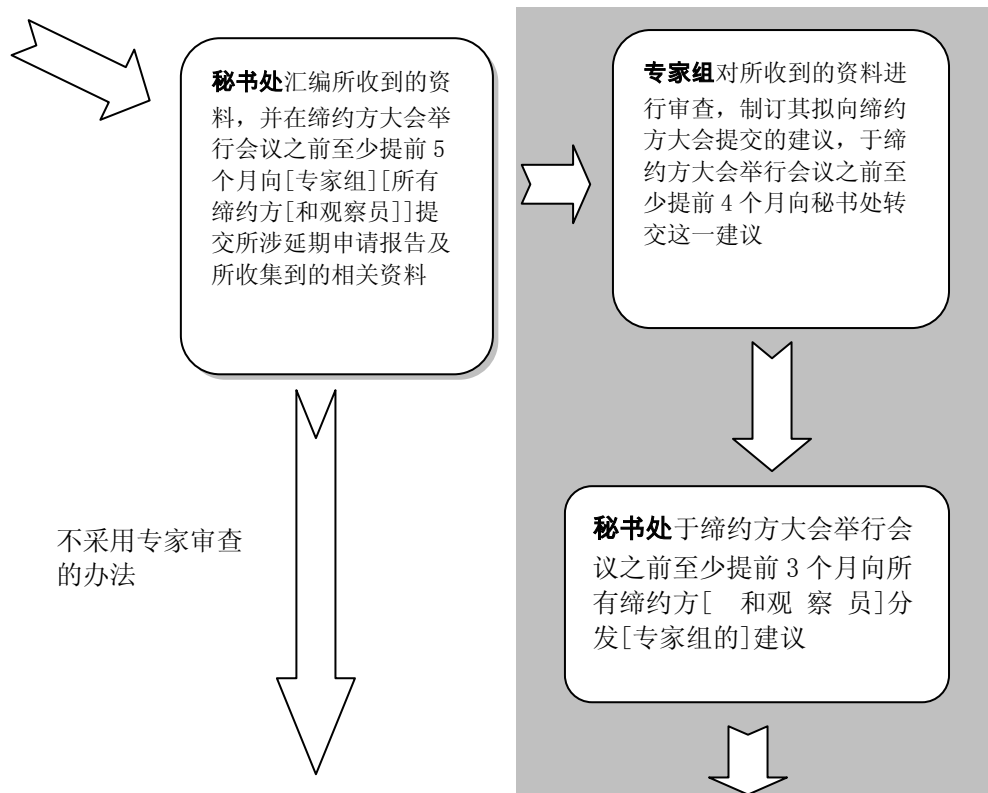 秘书处汇编所收到的资
料，并在缔约方大会举
行会议之前至少提前 5
个月向[专家组][所有
缔约方[和观察员]]提
交所涉延期申请报告及
所收集到的相关资料
专家组对所收到的资料进
行审查，制订其拟向缔约
方大会提交的建议，于缔
约方大会举行会议之前至
少提前 4 个月向秘书处转
交这一建议
不采用专家审查
的办法
秘书处于缔约方大会举行会
议之前至少提前 3 个月向所
有缔约方[ 和观 察 员]分
发[专家组的]建议